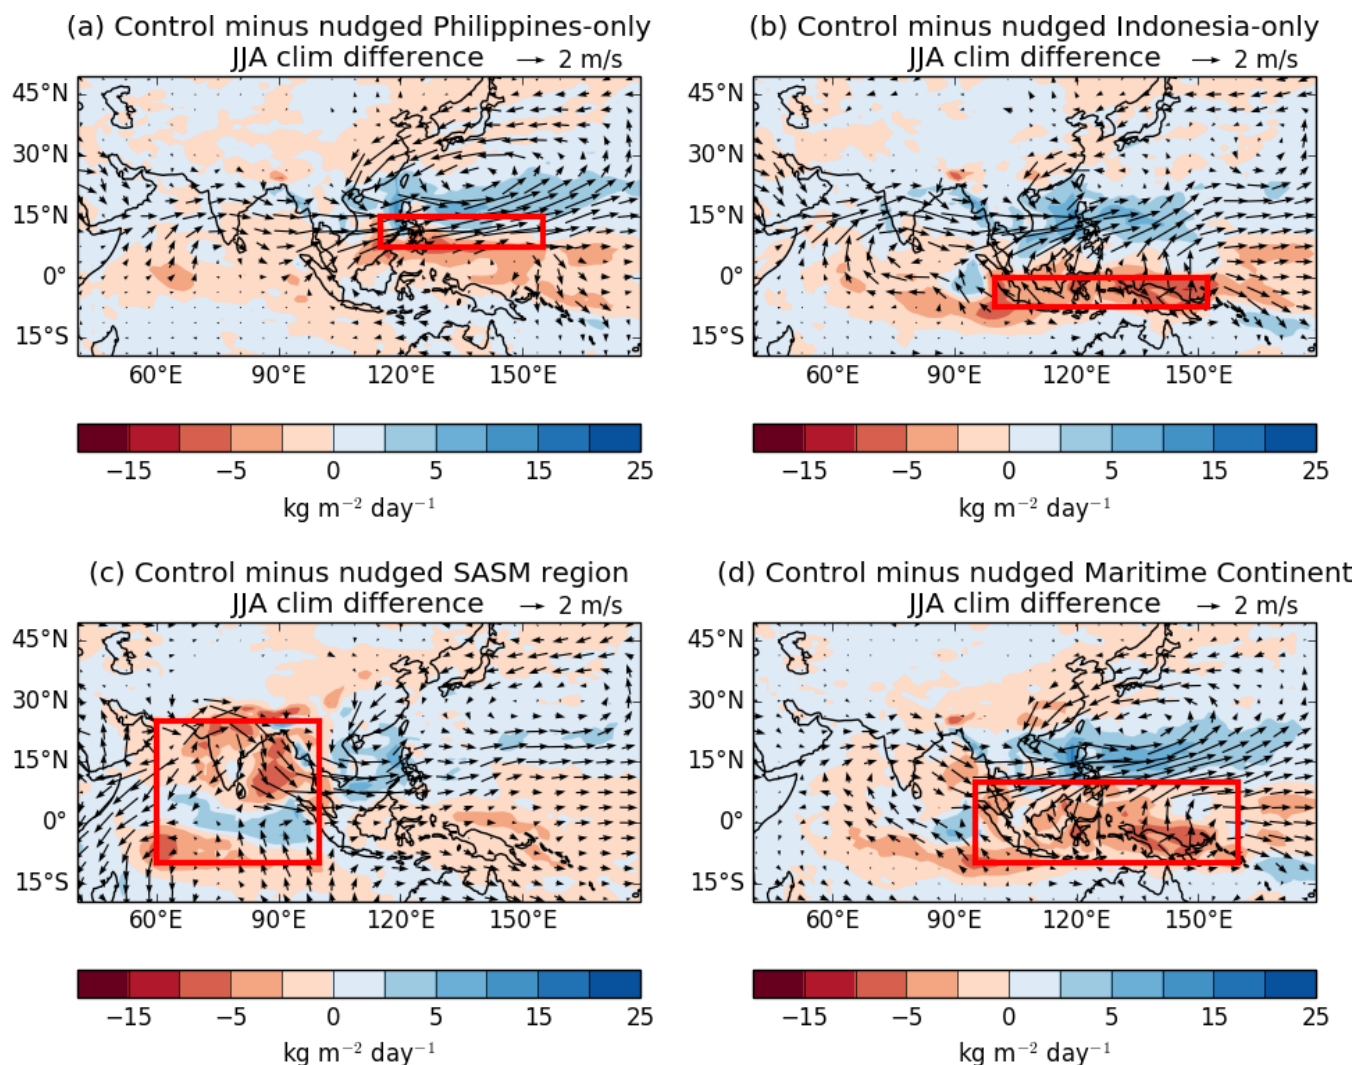 (a) Control minus nudged Philippines-only
JJA clim difference → 2 m/s
45°N
30°N
15°N
0°
15°S
60°E 90°E 120°E 150°E
−15 −5 0 5 15 25
kg m⁻² day⁻¹
(b) Control minus nudged Indonesia-only
JJA clim difference → 2 m/s
45°N
30°N
15°N
0°
15°S
60°E 90°E 120°E 150°E
−15 −5 0 5 15 25
kg m⁻² day⁻¹
(c) Control minus nudged SASM region
JJA clim difference → 2 m/s
45°N
30°N
15°N
0°
15°S
60°E 90°E 120°E 150°E
−15 −5 0 5 15 25
kg m⁻² day⁻¹
(d) Control minus nudged Maritime Continent
JJA clim difference → 2 m/s
45°N
30°N
15°N
0°
15°S
60°E 90°E 120°E 150°E
−15 −5 0 5 15 25
kg m⁻² day⁻¹